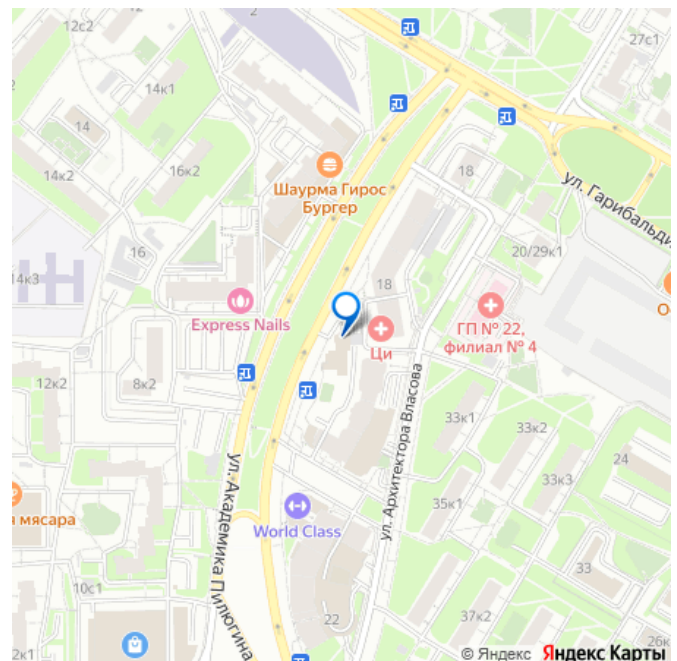 12с2
2
27с1
14к1
14
14к2
16к2
Шаурма Гирос
Бургер
18
ул. Гарибальди
20/29к1
16
14к3
18
Express Nails
Ци
ГП № 22,
филиал № 4
12к2
8к2
33к1
33к2
ул. Архитектора Власова
33к3
24
я мясара
ул. Академика Пилюгина
World Class
35к1
33
10с1
22
37к2
2к1
26к
© Яндекс Яндекс Карты